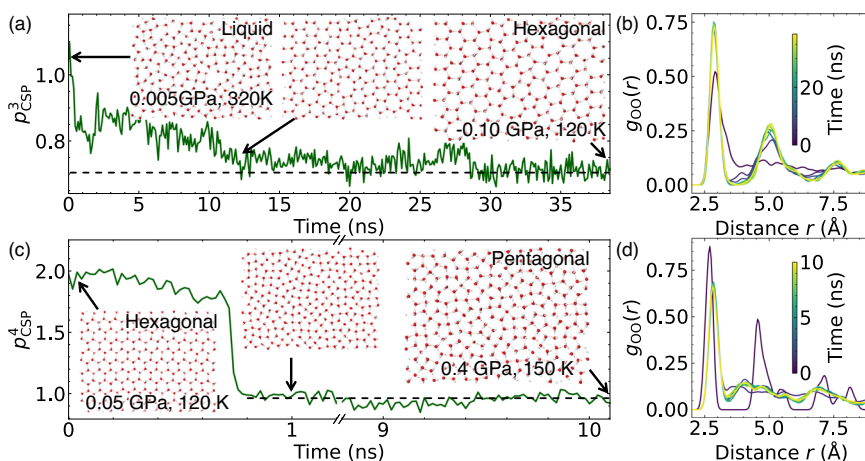 (a)
Liquid
Hexagonal
0.005GPa, 320K
-0.10 GPa, 120 K
p³CSP
1.0
0.8
0 5 10 15 20 25 30 35
Time (ns)
(b)
gOO(r)
0.75
0.50
0.25
0.00
Time (ns)
20
0
2.5 5.0 7.5
Distance r (Å)
(c)
Hexagonal
Pentagonal
0.05 GPa, 120 K
0.4 GPa, 150 K
p⁴CSP
2.0
1.5
1.0
0 1 9 10
Time (ns)
(d)
gOO(r)
0.75
0.50
0.25
0.00
Time (ns)
10
5
0
2.5 5.0 7.5
Distance r (Å)